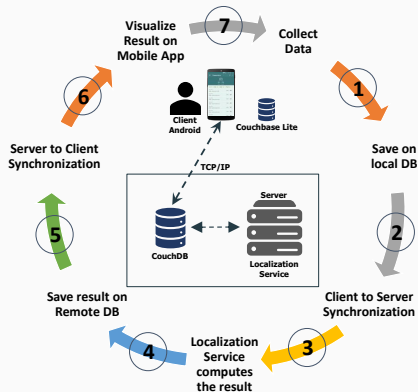 Visualize
Result on
Mobile App
7
Collect
Data
1
Save on
local DB
2
Client to Server
Synchronization
3
Localization
Service
computes
the result
4
Save result on
Remote DB
5
Server to Client
Synchronization
6
Client
Android
Couchbase Lite
TCP/IP
CouchDB
Server
Localization
Service